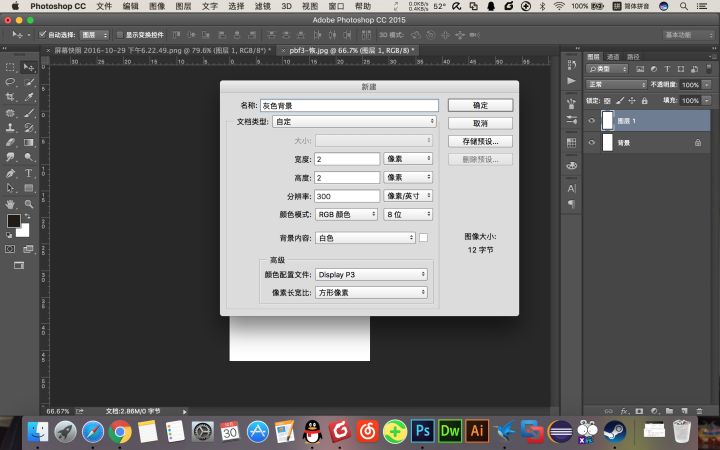 Photoshop CC 文件 编辑 图像 图层 文字 选择 滤镜 3D 视图 窗口 帮助 0.0KB/s 0.4KB/s 52° 100% 简体拼音
Adobe Photoshop CC 2015
自动选择: 图层 显示变换控件 3D 模式: 基本功能
× 屏幕快照 2016-10-29 下午6.22.49.png @ 79.6% (图层 1, RGB/8*) * × pbf3-恢.jpg @ 66.7% (图层 1, RGB/8) *
新建
名称: 灰色背景 确定
文档类型: 自定 取消
大小: 存储预设...
宽度: 2 像素 删除预设...
高度: 2 像素
分辨率: 300 像素/英寸
颜色模式: RGB 颜色 8 位
背景内容: 白色 图像大小:
12 字节
高级
颜色配置文件: Display P3
像素长宽比: 方形像素
图层 通道 路径
类型
正常 不透明度: 100%
锁定: 填充: 100%
图层 1
背景
66.67% 文档:2.86M/0 字节
30
Ps Dw Ai